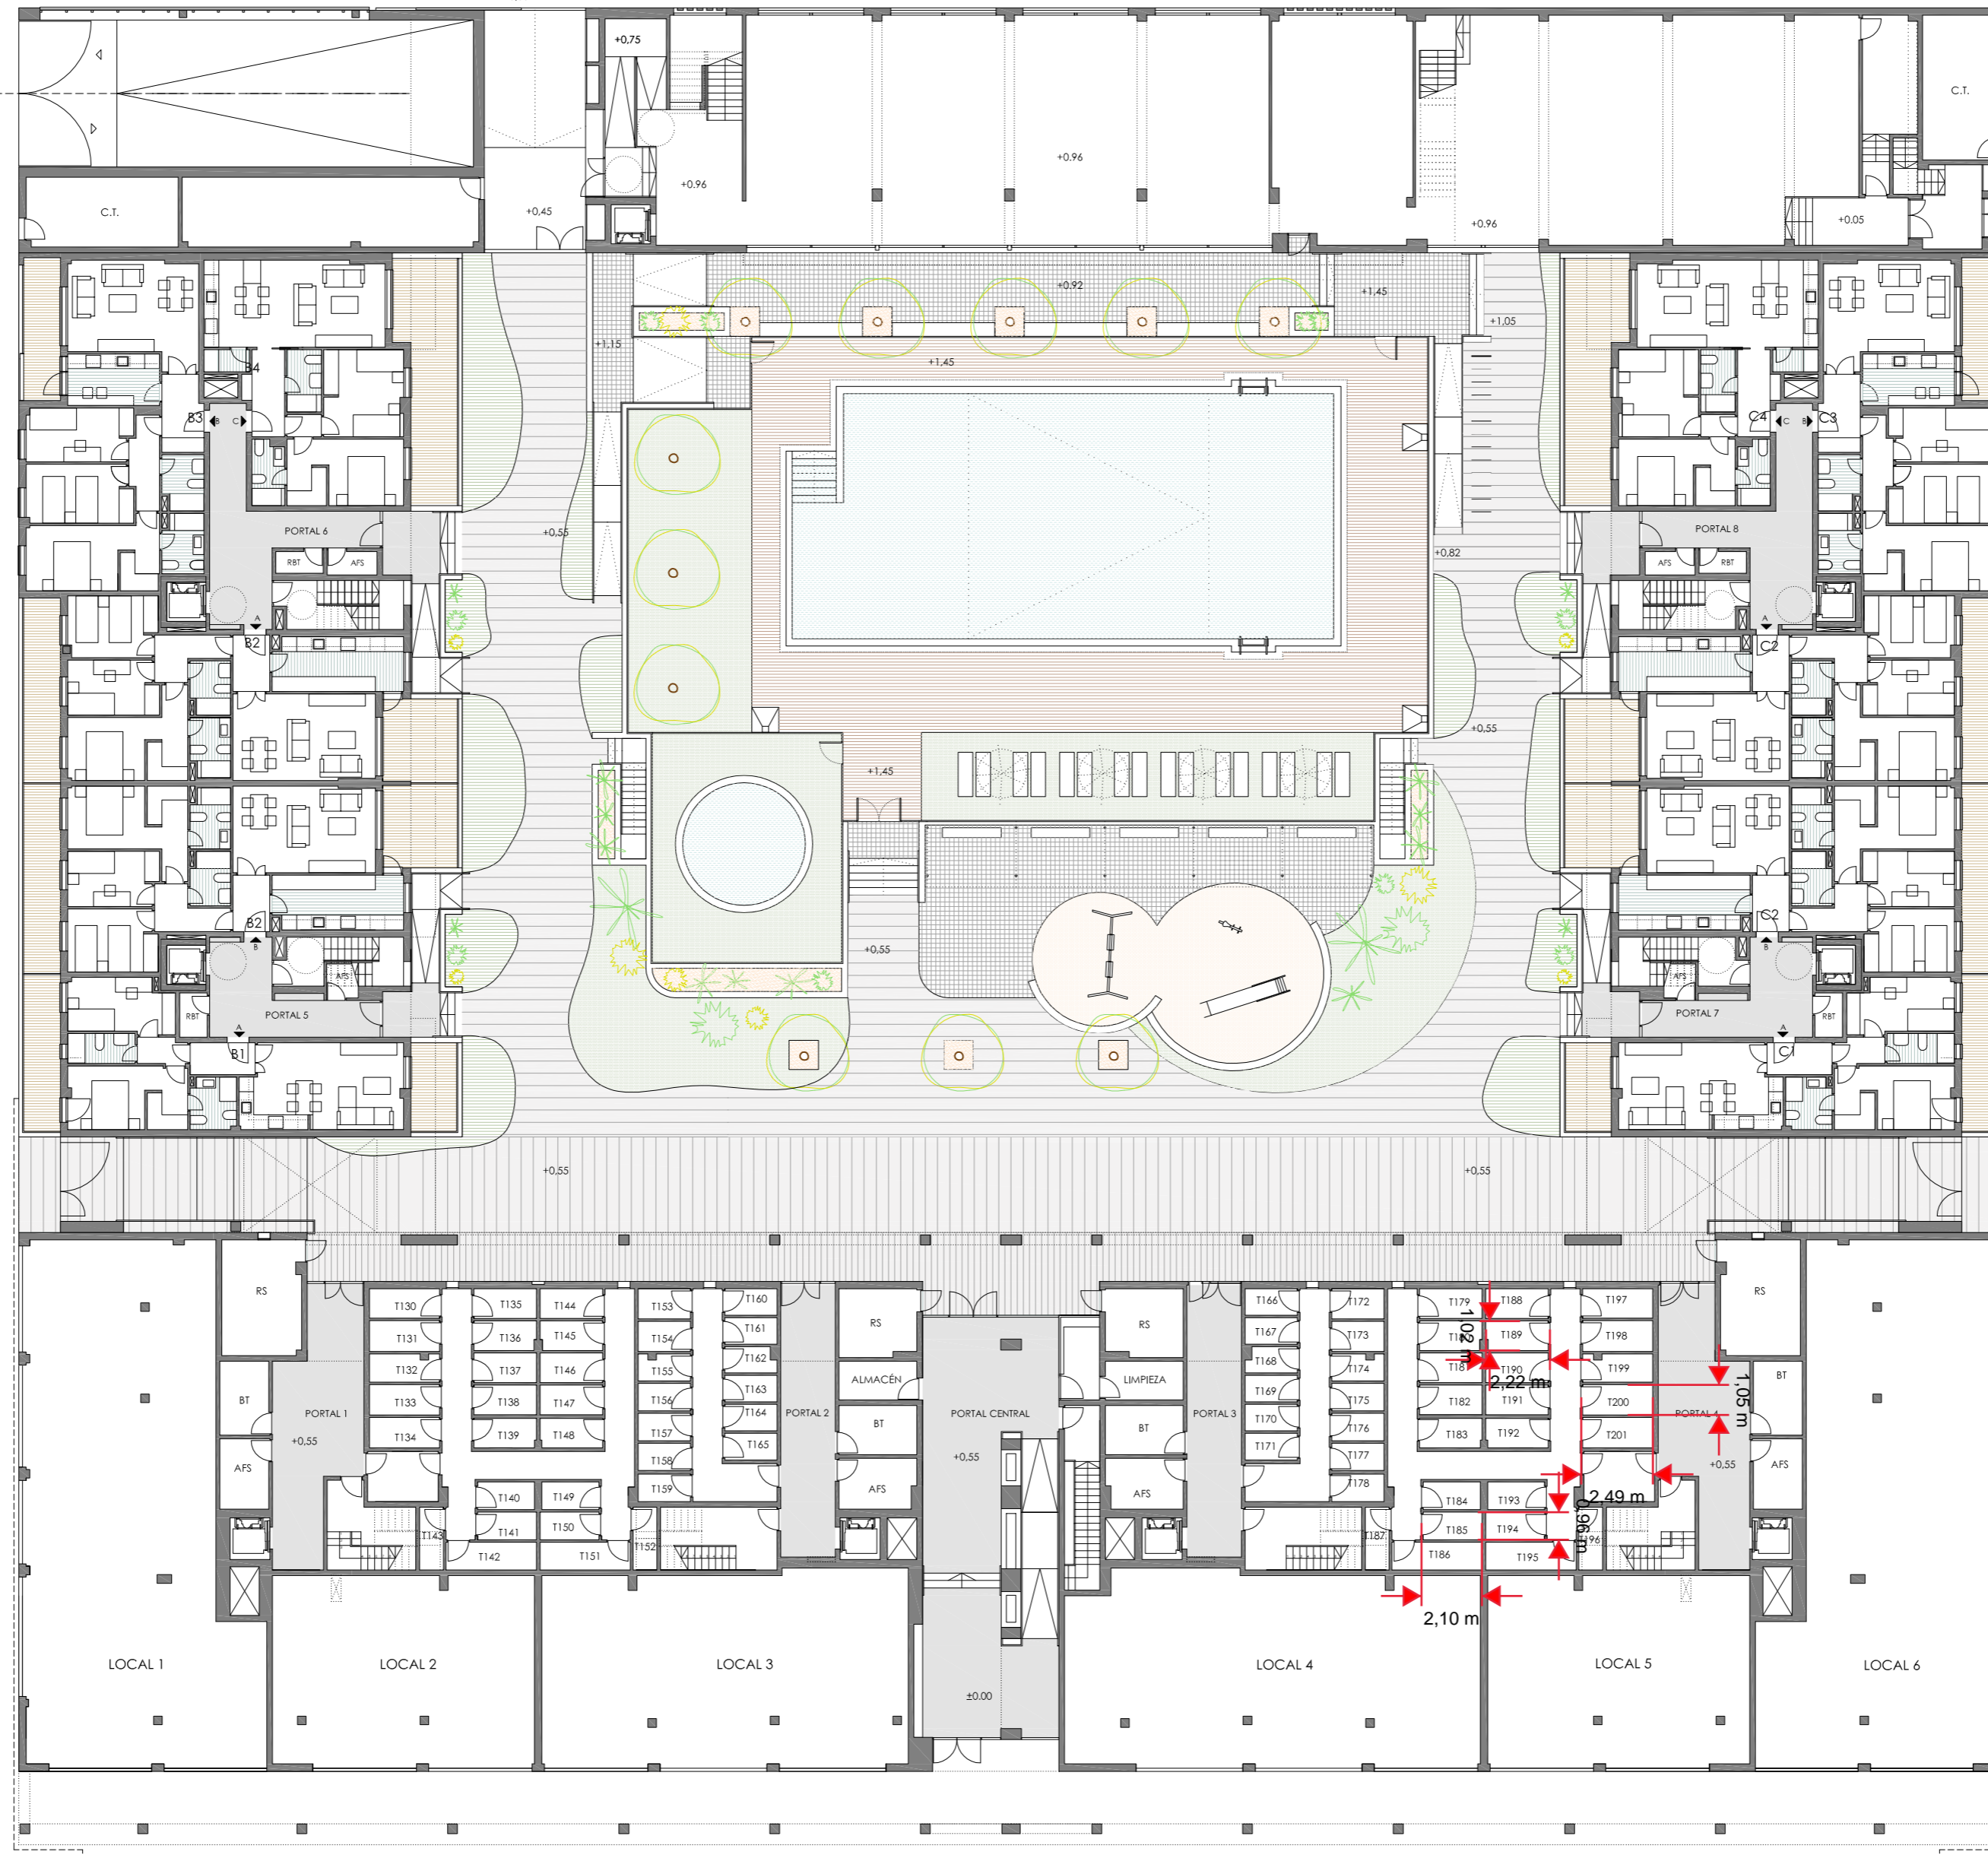 +0,75
C.T.
+0.96
+0.96
C.T.
+0,45
+0.96
+0.05
+0.92
+1,45
+1,05
+1,15
+1,45
B4
B3
B C
C4
C B
C3
PORTAL 6
+0,55
PORTAL 8
RBT
AFS
+0,82
AFS
RBT
A
B2
A
C2
+0,55
+1,45
B2
B
C2
B
+0,55
AFS
AFS
RBT
PORTAL 5
A
B1
PORTAL 7
RBT
A
C1
+0,55
+0,55
RS
T130
T135
T144
T153
T160
RS
RS
T166
T172
T179
T188
T197
RS
T131
T136
T145
T154
T161
T167
T173
T189
T198
1,02 m
T132
T137
T146
T155
T162
T168
T174
T181
T190
T199
BT
ALMACÉN
LIMPIEZA
2,22 m
BT
T133
T138
T147
T156
T163
T169
T175
T182
T191
T200
1,05 m
PORTAL 1
T164
PORTAL 2
PORTAL CENTRAL
PORTAL 3
T170
PORTAL 4
T134
T139
T148
T157
T165
BT
BT
T171
T176
T183
T192
T201
+0,55
+0,55
+0,55
AFS
T158
T177
AFS
T159
AFS
AFS
T178
T140
T149
T184
T193
2,49 m
T143
T141
T150
T152
T187
T185
T194
0,96 m
T142
T151
T186
T195
2,10 m
LOCAL 1
LOCAL 2
LOCAL 3
LOCAL 4
LOCAL 5
LOCAL 6
±0.00